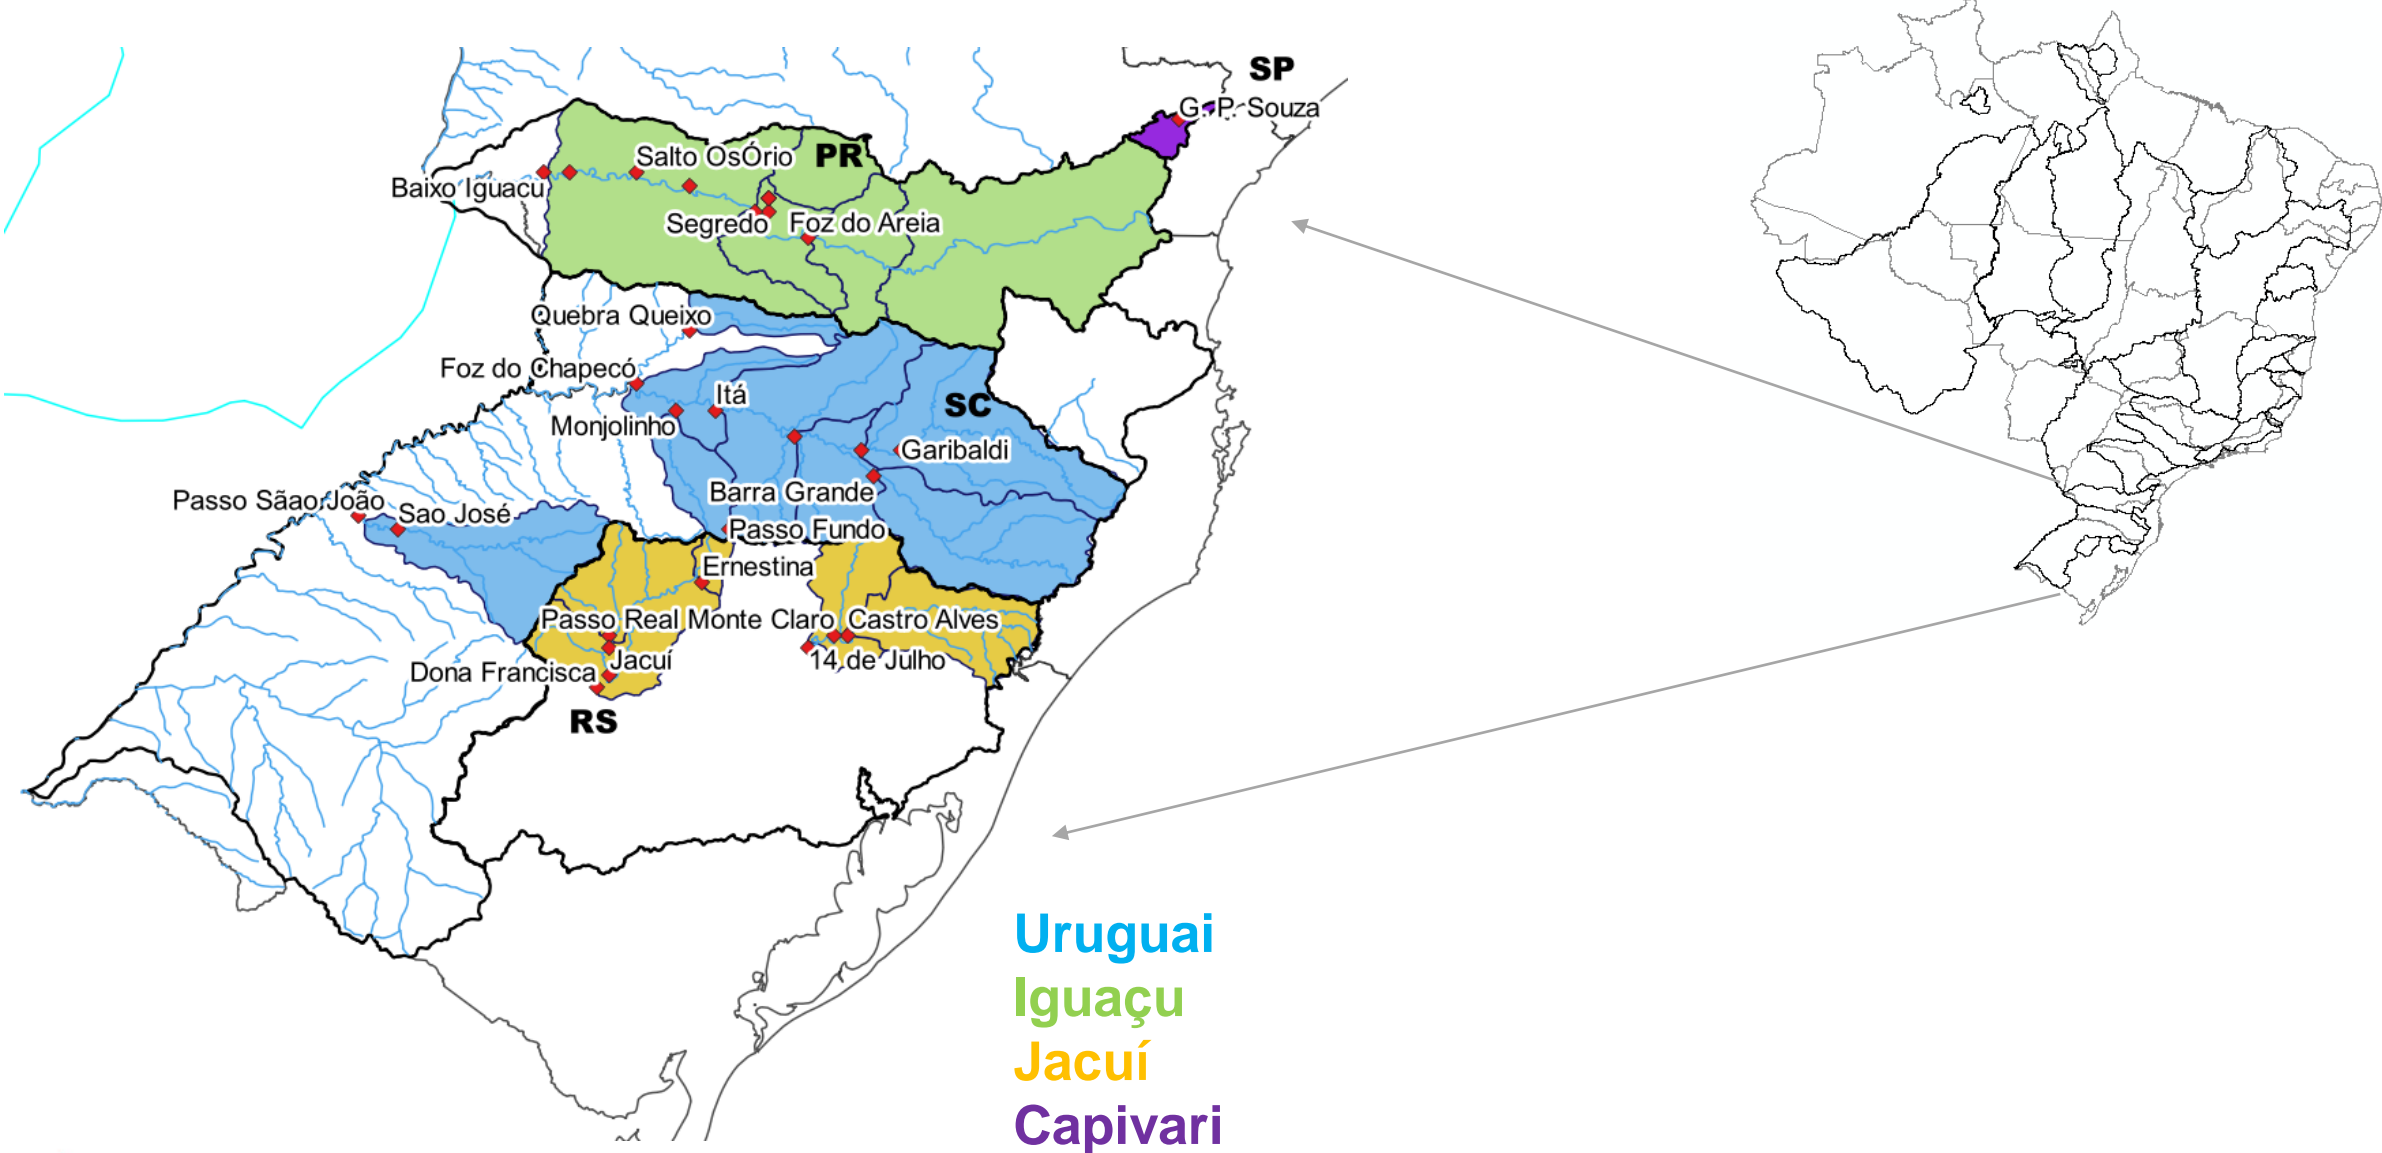 SP
G. P. Souza
Salto OsÓrio
PR
Baixo Iguacu
Segredo
Foz do Areia
Quebra Queixo
Foz do Chapecó
Itá
SC
Monjolinho
Garibaldi
Barra Grande
Passo Sãao João
Sao José
Passo Fundo
Ernestina
Passo Real
Monte Claro
Castro Alves
Jacuí
14 de Julho
Dona Francisca
RS
Uruguai
Iguaçu
Jacuí
Capivari